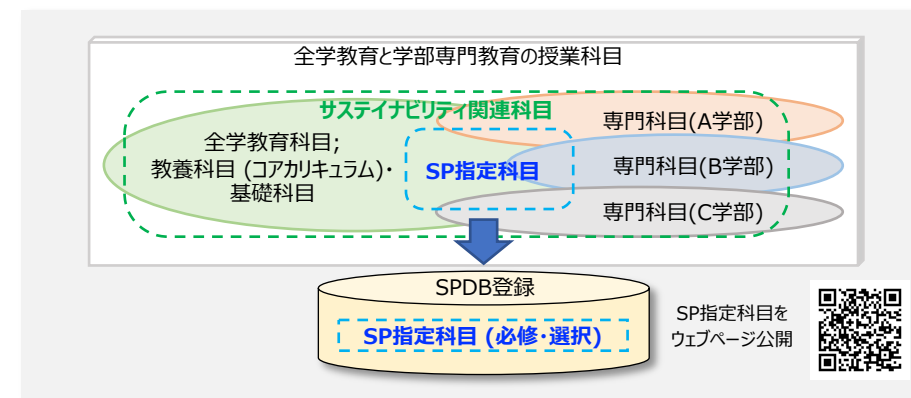 全学教育と学部専門教育の授業科目
サステイナビリティ関連科目
全学教育科目;
教養科目 (コアカリキュラム)・
基礎科目
SP指定科目
専門科目(A学部)
専門科目(B学部)
専門科目(C学部)
SPDB登録
SP指定科目 (必修・選択)
SP指定科目を
ウェブページ公開